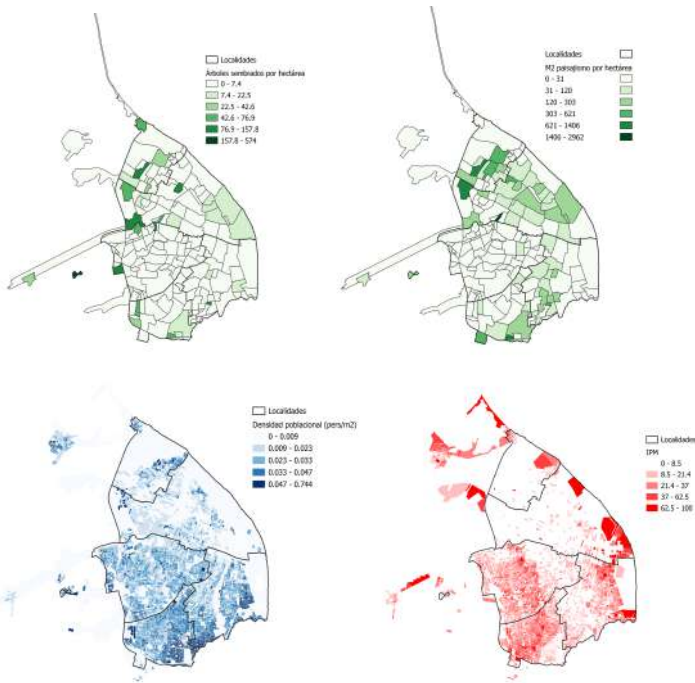 Localidades
Árboles sembrados por hectárea
0 - 7.4
7.4 - 22.5
22.5 - 42.6
42.6 - 76.9
76.9 - 157.8
157.8 - 574
Localidades
M2 paisajismo por hectárea
0 - 31
31 - 120
120 - 303
303 - 621
621 - 1406
1406 - 2962
Localidades
Densidad poblacional (pers/m2)
0 - 0.009
0.009 - 0.023
0.023 - 0.033
0.033 - 0.047
0.047 - 0.744
Localidades
IPM
0 - 8.5
8.5 - 21.4
21.4 - 37
37 - 62.5
62.5 - 100